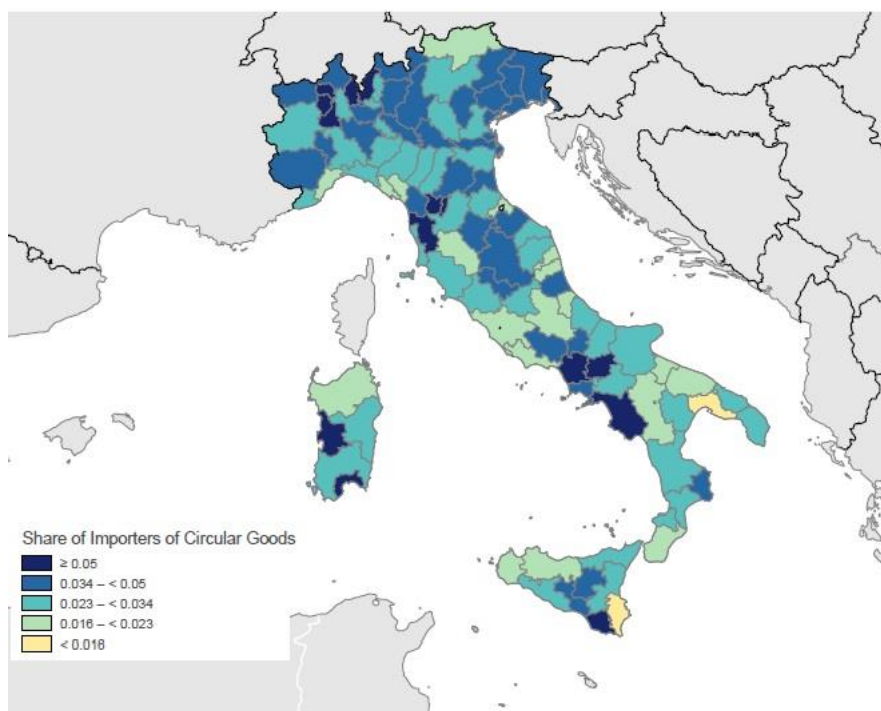 Share of Importers of Circular Goods
≥ 0.05
0.034 – < 0.05
0.023 – < 0.034
0.016 – < 0.023
< 0.016